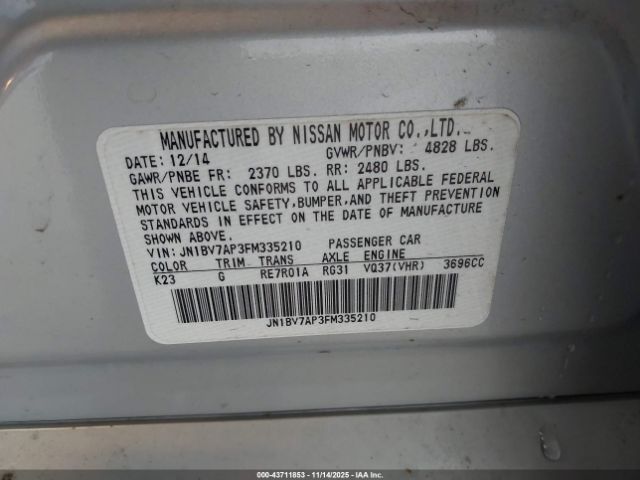 MANUFACTURED BY NISSAN MOTOR CO.,LTD.
DATE: 12/14 GVWR/PNBV: 4828 LBS.
GAWR/PNBE FR: 2370 LBS. RR: 2480 LBS.
THIS VEHICLE CONFORMS TO ALL APPLICABLE FEDERAL
MOTOR VEHICLE SAFETY,BUMPER,AND THEFT PREVENTION
STANDARDS IN EFFECT ON THE DATE OF MANUFACTURE
SHOWN ABOVE.
VIN: JN1BV7AP3FM335210 PASSENGER CAR
COLOR TRIM TRANS AXLE ENGINE
K23 G RE7R01A RG31 VQ37(VHR) 3696CC
JN1BV7AP3FM335210
000-43711853 | 11/14/2025 | IAAI.COM